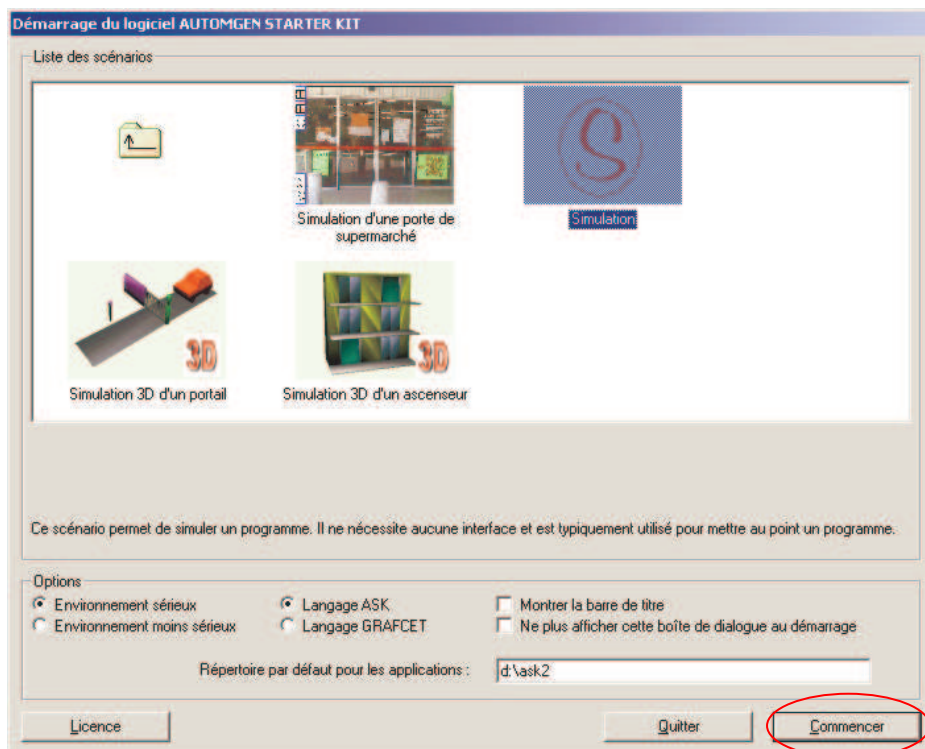 Démarrage du logiciel AUTOMGEN STARTER KIT
Liste des scénarios
Simulation d'une porte de
supermarché
S
Simulation
3D
Simulation 3D d'un portail
3D
Simulation 3D d'un ascenseur
Ce scénario permet de simuler un programme. Il ne nécessite aucune interface et est typiquement utilisé pour mettre au point un programme.
Options
Environnement sérieux
Langage ASK
Montrer la barre de titre
Environnement moins sérieux
Langage GRAFCET
Ne plus afficher cette boîte de dialogue au démarrage
Répertoire par défaut pour les applications :
d:\ask2
Licence
Quitter
Commencer